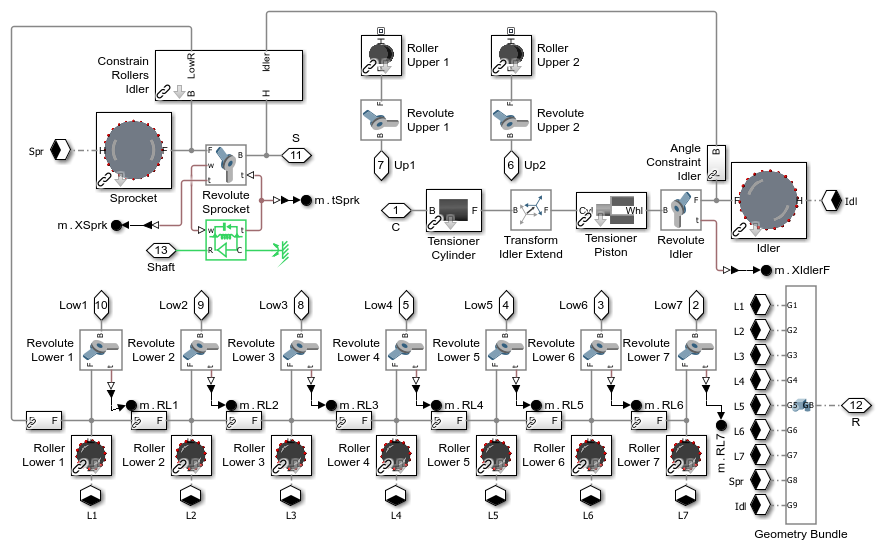 Constrain
Rollers
Idler
LowR
Idler
B
H
H
F
Roller
Upper 1
H
F
Roller
Upper 2
F
B
Revolute
Upper 1
F
B
Revolute
Upper 2
7
Up1
6
Up2
Spr
H
F
Sprocket
F
w
t
B
t
Revolute
Sprocket
S
11
m.tSprk
m.XSprk
13
Shaft
w
t
R
C
Angle
Constraint
Idler
B
F
1
C
B
F
Tensioner
Cylinder
B
F
Transform
Idler Extend
Cyl
Whl
Tensioner
Piston
B
F
t
Revolute
Idler
R
H
Idler
Idl
m.XIdlerF
Low1
10
Low2
9
Low3
8
Low4
5
Low5
4
Low6
3
Low7
2
Revolute
Lower 1
B
F
t
Revolute
Lower 2
B
F
t
Revolute
Lower 3
B
F
t
Revolute
Lower 4
B
F
t
Revolute
Lower 5
B
F
t
Revolute
Lower 6
B
F
t
Revolute
Lower 7
B
F
t
m.RL1
m.RL2
m.RL3
m.RL4
m.RL5
m.RL6
m.RL7
B F
B F
B F
B F
B F
B F
B F
Roller
Lower 1
Roller
Lower 2
Roller
Lower 3
Roller
Lower 4
Roller
Lower 5
Roller
Lower 6
Roller
Lower 7
L1
L2
L3
L4
L5
L6
L7
L1
G1
L2
G2
L3
G3
L4
G4
L5
G5
GB
L6
G6
L7
G7
Spr
G8
Idl
G9
12
R
Geometry Bundle